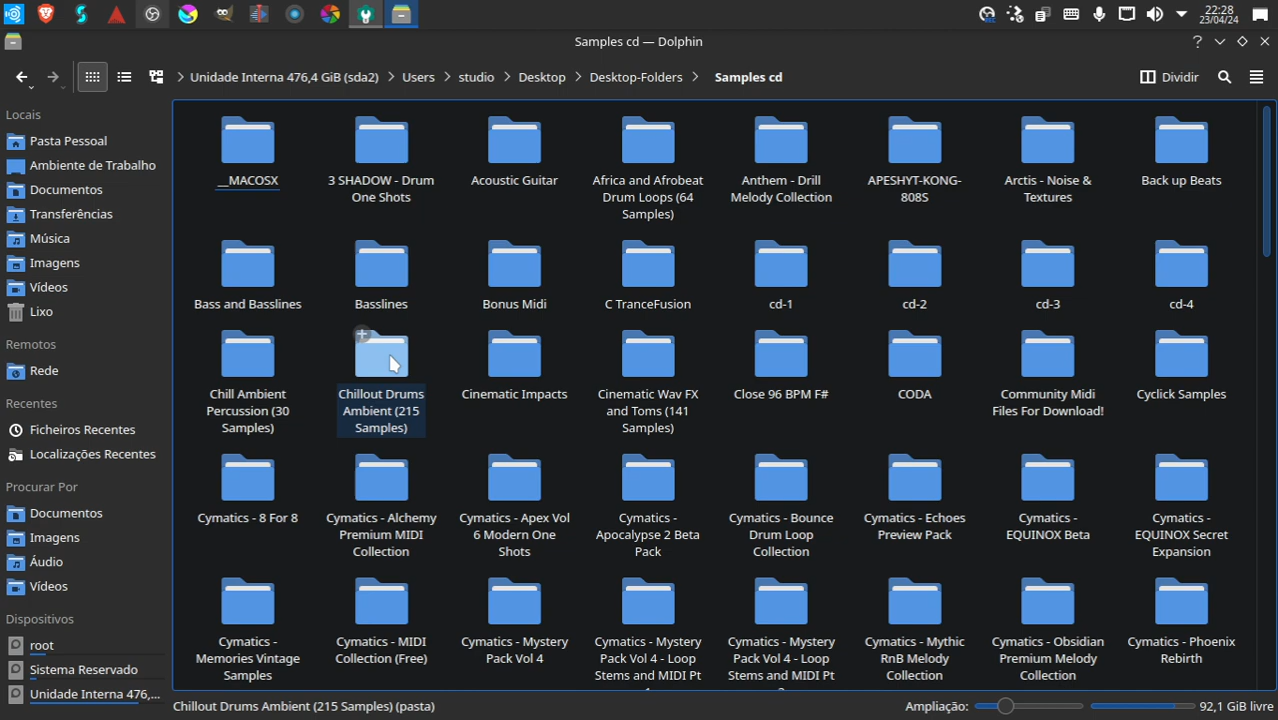 22:28
23/04/24
Samples cd — Dolphin
?
Unidade Interna 476,4 GiB (sda2)
Users
studio
Desktop
Desktop-Folders
Samples cd
Dividir
Locais
Pasta Pessoal
Ambiente de Trabalho
Documentos
Transferências
Música
Imagens
Vídeos
Lixo
Remotos
Rede
Recentes
Ficheiros Recentes
Localizações Recentes
Procurar Por
Documentos
Imagens
Áudio
Vídeos
Dispositivos
root
Sistema Reservado
Unidade Interna 476,...
__MACOSX
3 SHADOW - Drum
One Shots
Acoustic Guitar
Africa and Afrobeat
Drum Loops (64
Samples)
Anthem - Drill
Melody Collection
APESHYT-KONG-
808S
Arctis - Noise &
Textures
Back up Beats
Bass and Basslines
Basslines
Bonus Midi
C TranceFusion
cd-1
cd-2
cd-3
cd-4
Chill Ambient
Percussion (30
Samples)
Chillout Drums
Ambient (215
Samples)
Cinematic Impacts
Cinematic Wav FX
and Toms (141
Samples)
Close 96 BPM F#
CODA
Community Midi
Files For Download!
Cyclick Samples
Cymatics - 8 For 8
Cymatics - Alchemy
Premium MIDI
Collection
Cymatics - Apex Vol
6 Modern One
Shots
Cymatics -
Apocalypse 2 Beta
Pack
Cymatics - Bounce
Drum Loop
Collection
Cymatics - Echoes
Preview Pack
Cymatics -
EQUINOX Beta
Cymatics -
EQUINOX Secret
Expansion
Cymatics -
Memories Vintage
Samples
Cymatics - MIDI
Collection (Free)
Cymatics - Mystery
Pack Vol 4
Cymatics - Mystery
Pack Vol 4 - Loop
Stems and MIDI Pt
Cymatics - Mystery
Pack Vol 4 - Loop
Stems and MIDI Pt
Cymatics - Mythic
RnB Melody
Collection
Cymatics - Obsidian
Premium Melody
Collection
Cymatics - Phoenix
Rebirth
Chillout Drums Ambient (215 Samples) (pasta)
Ampliação:
92,1 GiB livre